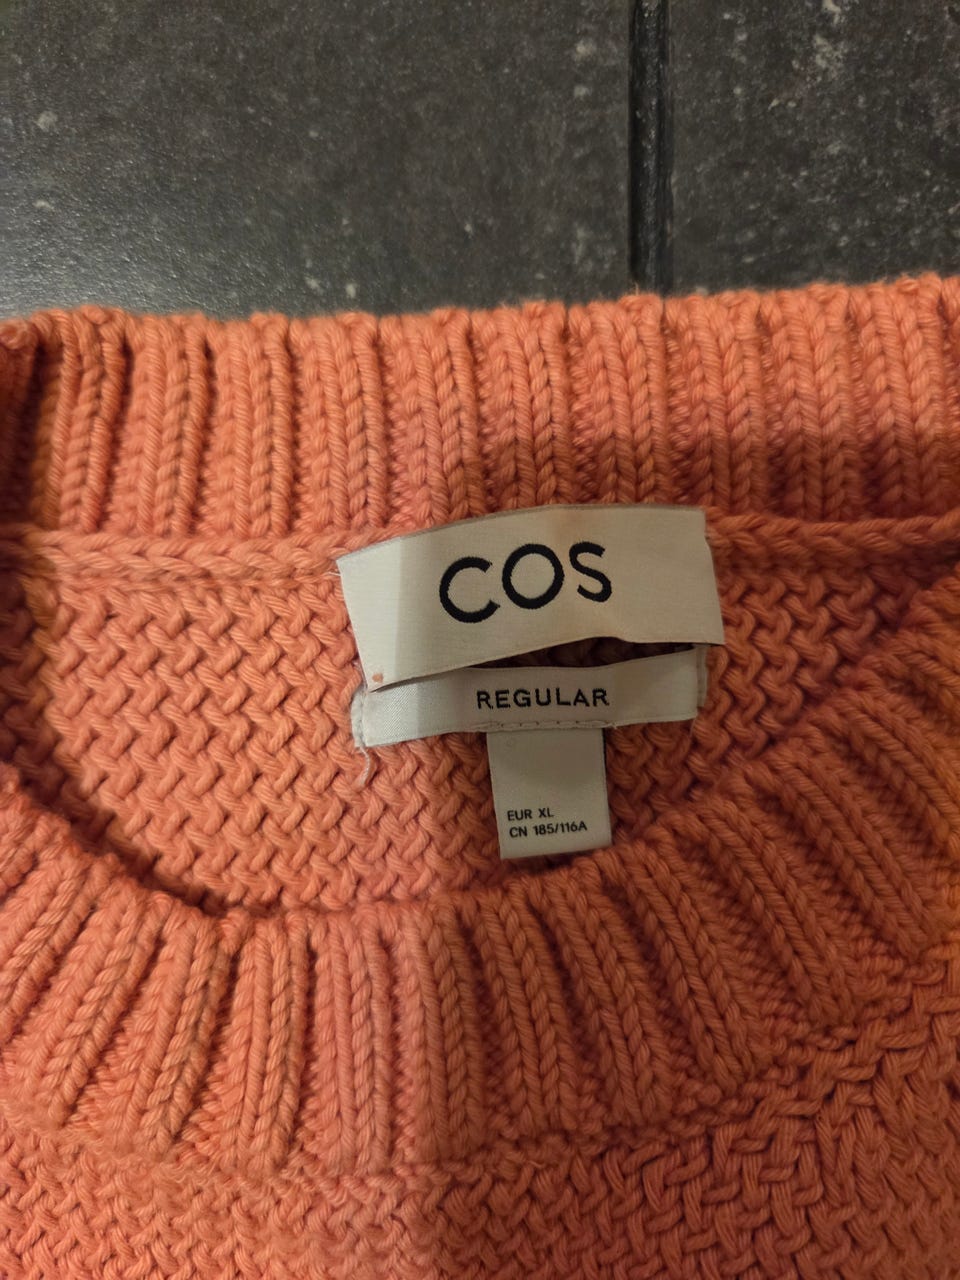 COS
REGULAR
EUR XL
CN 185/116A